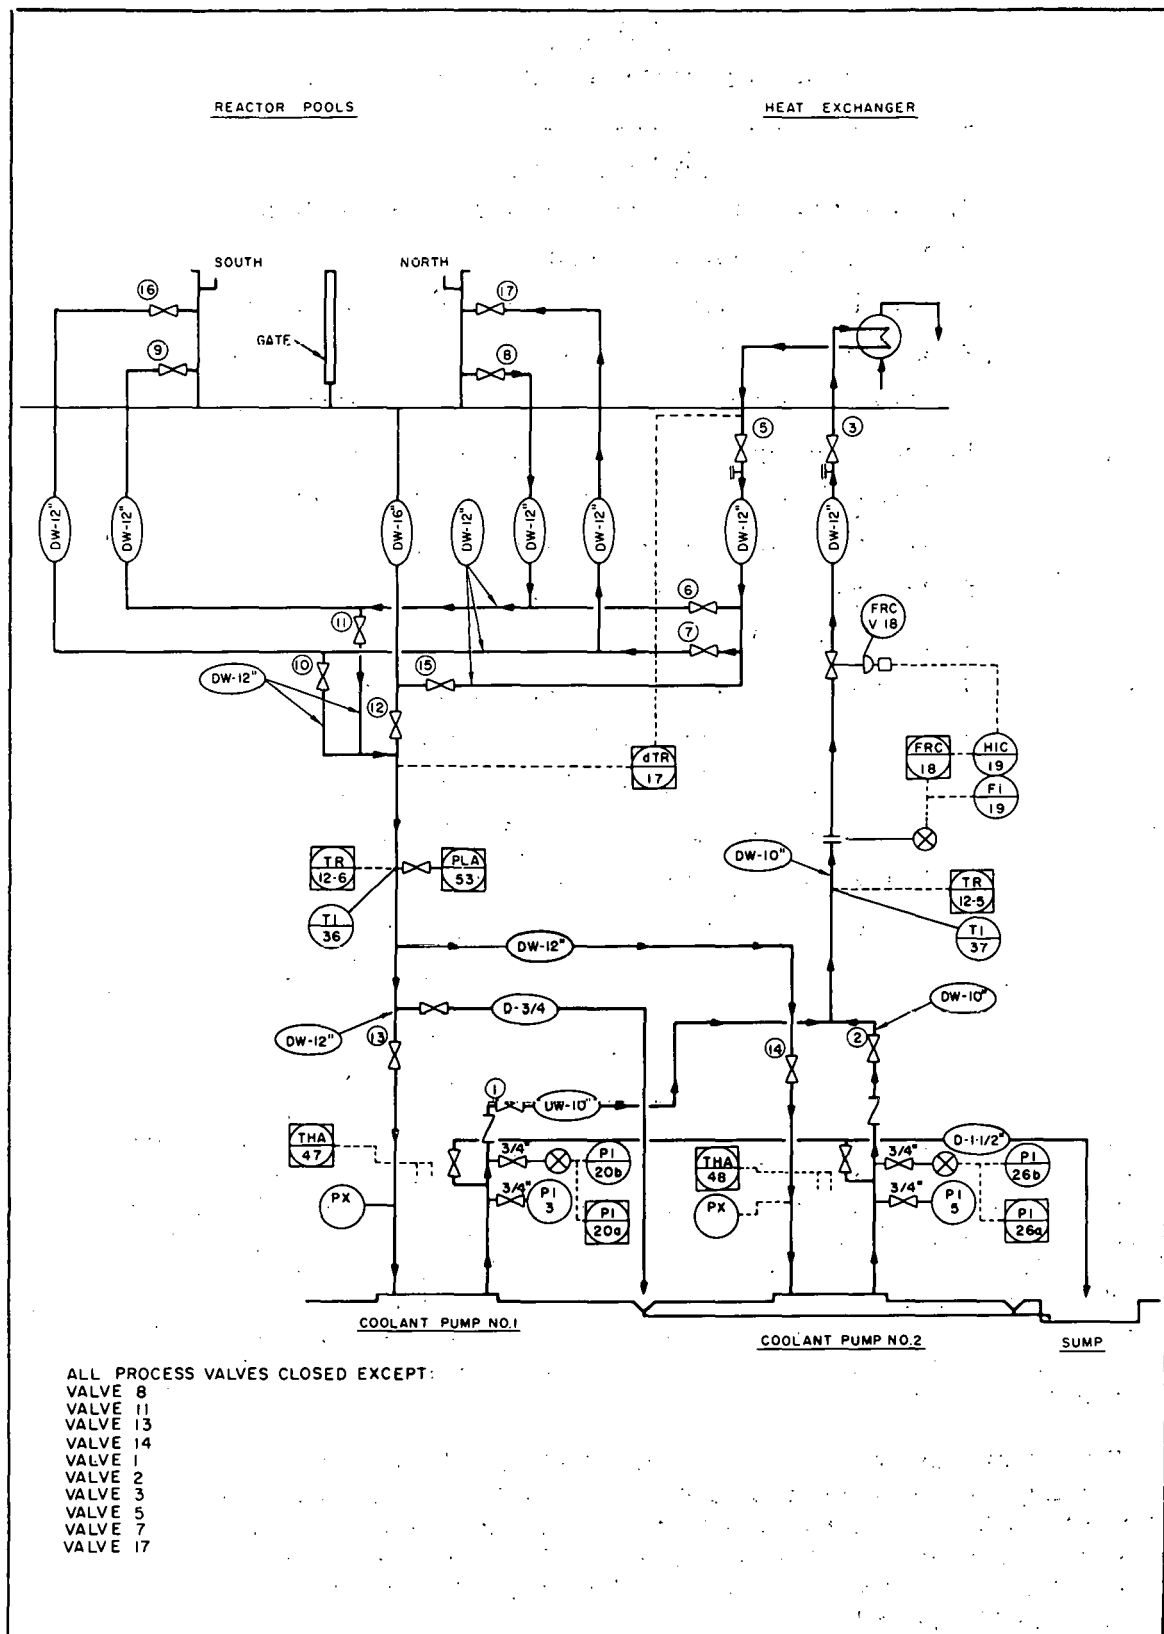 REACTOR POOLS
HEAT EXCHANGER
SOUTH
NORTH
16
17
GATE
9
8
5
3
DW-12"
DW-12"
DW-16"
DW-12"
DW-12"
DW-12"
DW-12"
DW-12"
6
11
FRC
V 18
7
10
15
DW-12"
12
dTR
17
FRC
18
HIC
19
Fi
19
DW-10"
TR
12-6
PLA
53
TR
12-5
TI
36
TI
37
DW-12"
D-3/4
DW-10"
DW-12"
13
14
2
1
UW-10"
THA
47
3/4"
PI
20b
D-1-1/2"
3/4"
PI
26b
THA
48
PX
3/4"
PI
3
PI
20a
PX
3/4"
PI
5
PI
26a
COOLANT PUMP NO.1
COOLANT PUMP NO.2
SUMP
ALL PROCESS VALVES CLOSED EXCEPT:
VALVE 8
VALVE 11
VALVE 13
VALVE 14
VALVE 1
VALVE 2
VALVE 3
VALVE 5
VALVE 7
VALVE 17